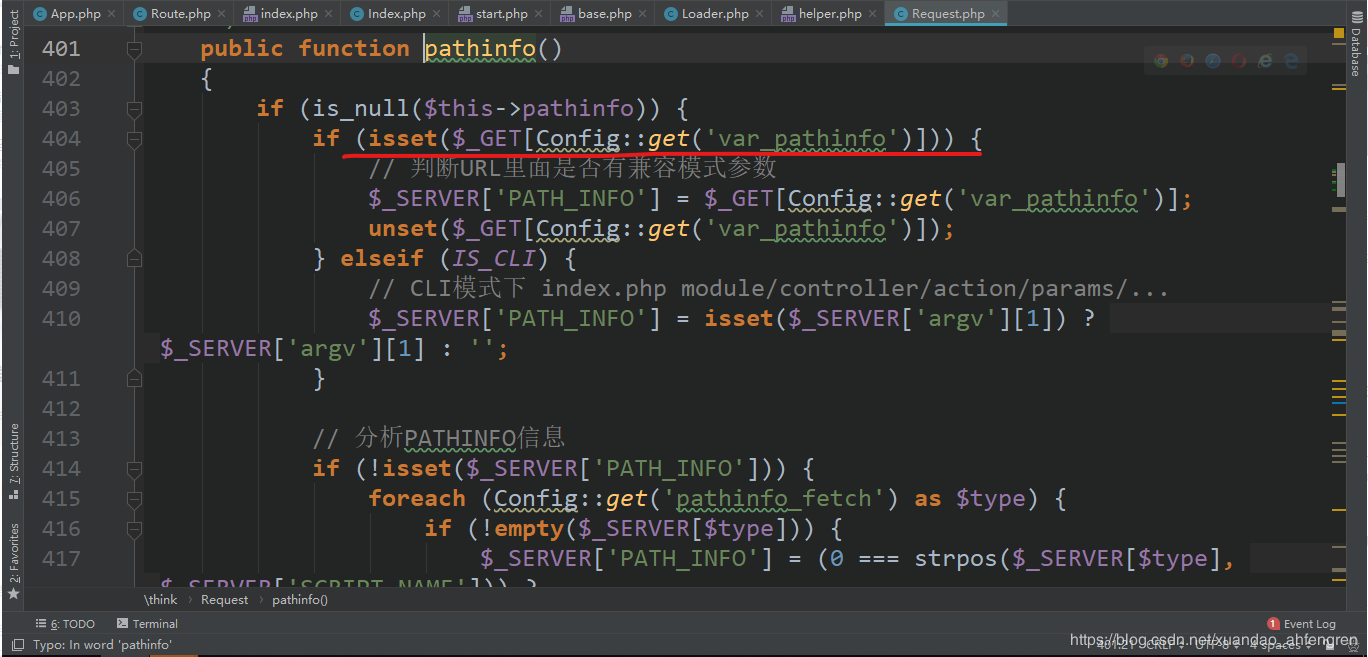 App.php × Route.php × index.php × Index.php × start.php × base.php × Loader.php × helper.php × Request.php ×
1: Project
Database
401 public function pathinfo()
402 {
403 if (is_null($this->pathinfo)) {
404 if (isset($_GET[Config::get('var_pathinfo')])) {
405 // 判断URL里面是否有兼容模式参数
406 $_SERVER['PATH_INFO'] = $_GET[Config::get('var_pathinfo')];
407 unset($_GET[Config::get('var_pathinfo')]);
408 } elseif (IS_CLI) {
409 // CLI模式下 index.php module/controller/action/params/...
410 $_SERVER['PATH_INFO'] = isset($_SERVER['argv'][1]) ?
$_SERVER['argv'][1] : '';
411 }
412
413 // 分析PATHINFO信息
414 if (!isset($_SERVER['PATH_INFO'])) {
415 foreach (Config::get('pathinfo_fetch') as $type) {
416 if (!empty($_SERVER[$type])) {
417 $_SERVER['PATH_INFO'] = (0 === strpos($_SERVER[$type],
$_SERVER['SCRIPT_NAME'])) ?
7: Structure
2: Favorites
\think › Request › pathinfo()
6: TODO Terminal 1 Event Log
Typo: In word 'pathinfo' 401:21 CRLF UTF-8 4 spaces
https://blog.csdn.net/xuandao_ahfengren